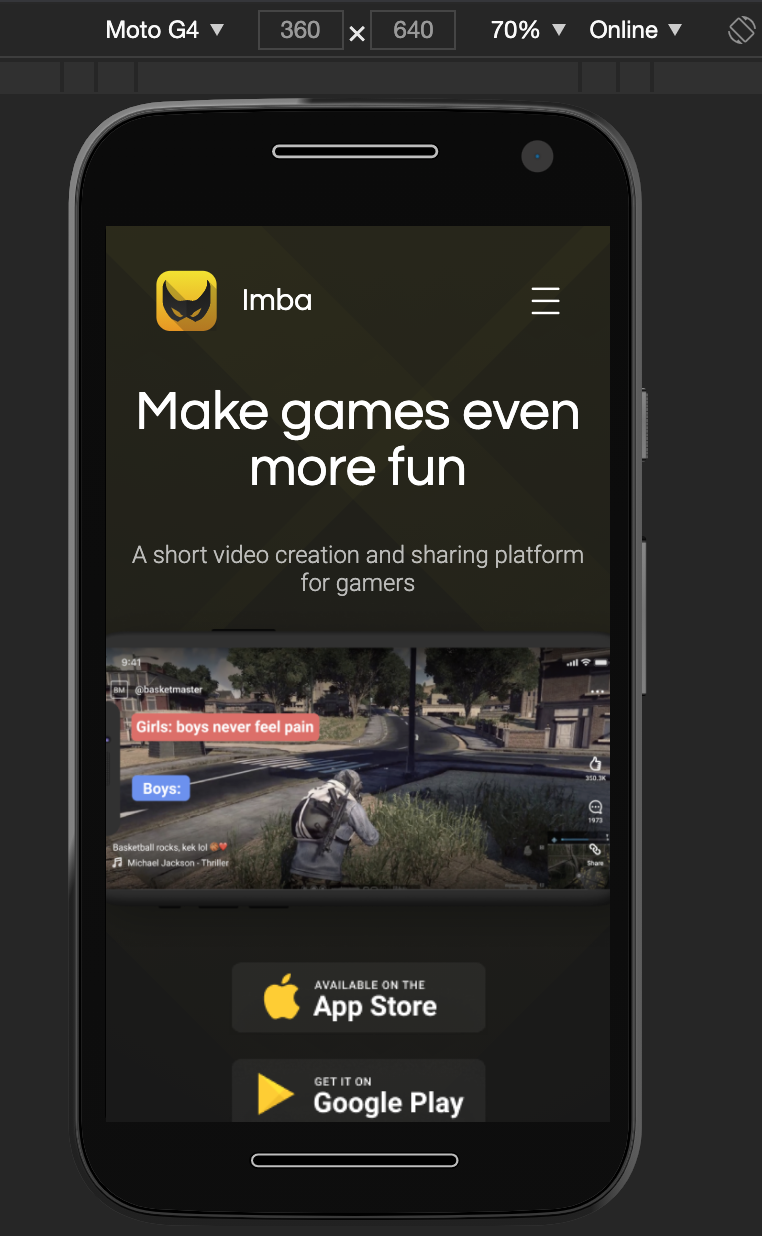 Moto G4 ▼ 360 × 640 70% ▼ Online ▼
Imba
Make games even
more fun
A short video creation and sharing platform
for gamers
9:41
BM @basketmaster
Girls: boys never feel pain
Boys:
350.3K
1973
Basketball rocks, kek lol 🏀❤️
Michael Jackson - Thriller
Share
AVAILABLE ON THE
App Store
GET IT ON
Google Play